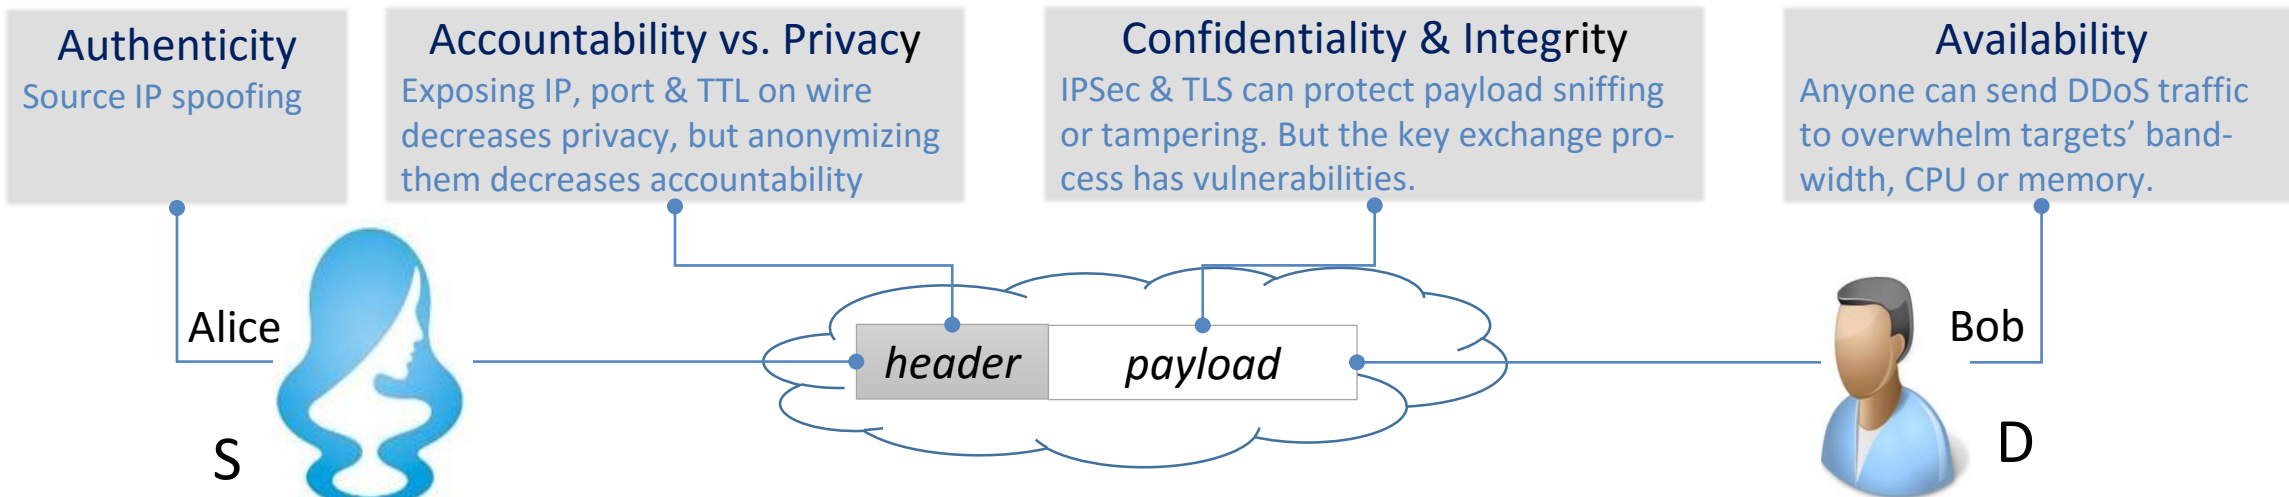 Authenticity
Source IP spoofing
Accountability vs. Privacy
Exposing IP, port & TTL on wire
decreases privacy, but anonymizing
them decreases accountability
Confidentiality & Integrity
IPSec & TLS can protect payload sniffing
or tampering. But the key exchange pro-
cess has vulnerabilities.
Availability
Anyone can send DDoS traffic
to overwhelm targets’ band-
width, CPU or memory.
Alice
S
header
payload
Bob
D